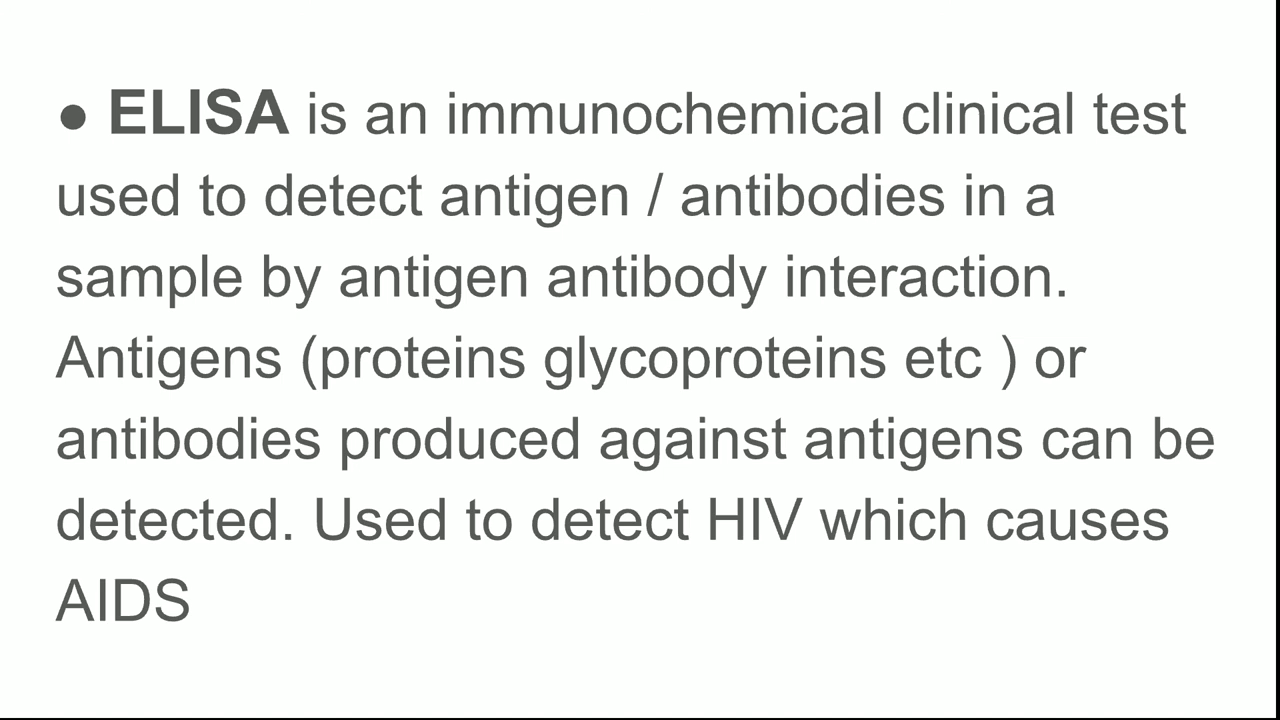 ● ELISA is an immunochemical clinical test
used to detect antigen / antibodies in a
sample by antigen antibody interaction.
Antigens (proteins glycoproteins etc ) or
antibodies produced against antigens can be
detected. Used to detect HIV which causes
AIDS